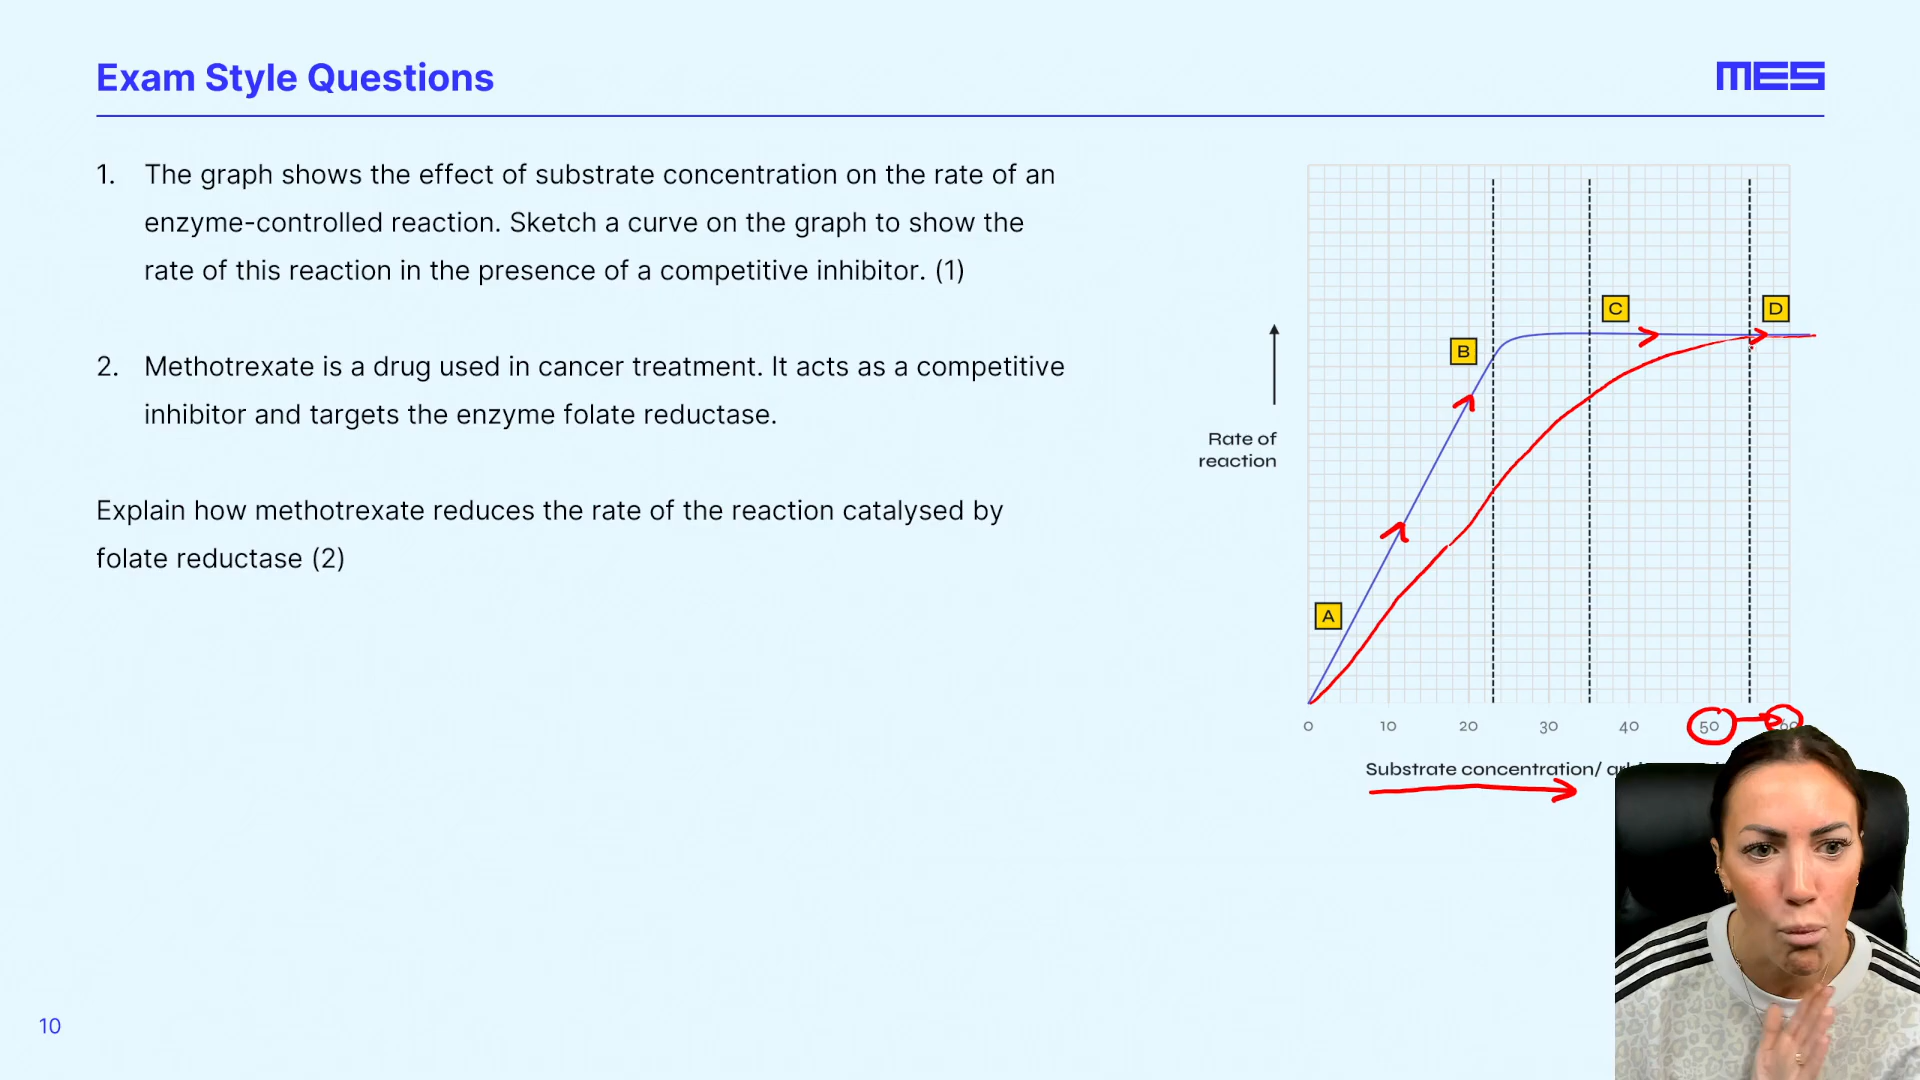 Exam Style Questions
MES
1. The graph shows the effect of substrate concentration on the rate of an
enzyme-controlled reaction. Sketch a curve on the graph to show the
rate of this reaction in the presence of a competitive inhibitor. (1)
2. Methotrexate is a drug used in cancer treatment. It acts as a competitive
inhibitor and targets the enzyme folate reductase.
Explain how methotrexate reduces the rate of the reaction catalysed by
folate reductase (2)
C
D
B
Rate of
reaction
A
0 10 20 30 40 50 60
Substrate concentration/
10